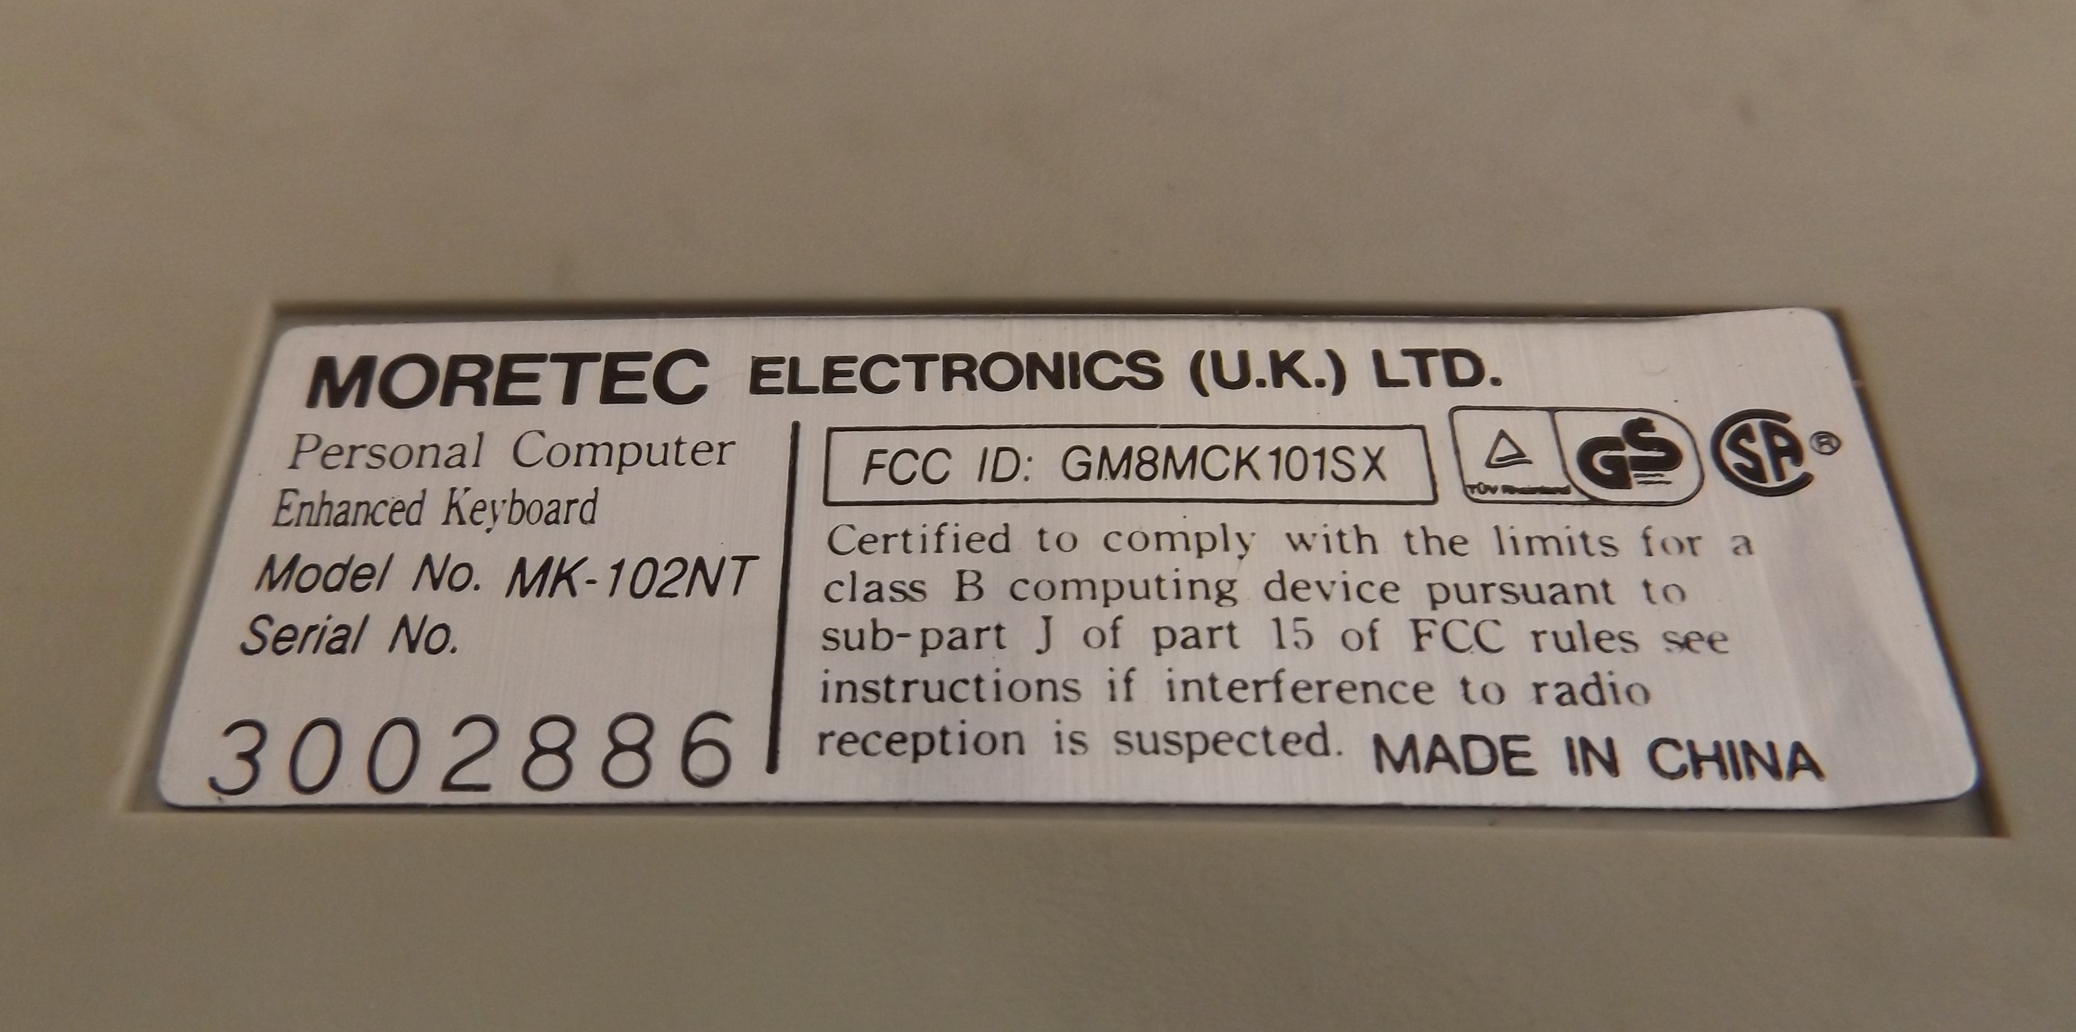 MORETEC ELECTRONICS (U.K.) LTD.
Personal Computer
Enhanced Keyboard
Model No. MK-102NT
Serial No.
3002886
FCC ID: GM8MCK101SX
TÜV Rheinland
GS
SA®
Certified to comply with the limits for a
class B computing device pursuant to
sub-part J of part 15 of FCC rules see
instructions if interference to radio
reception is suspected. MADE IN CHINA